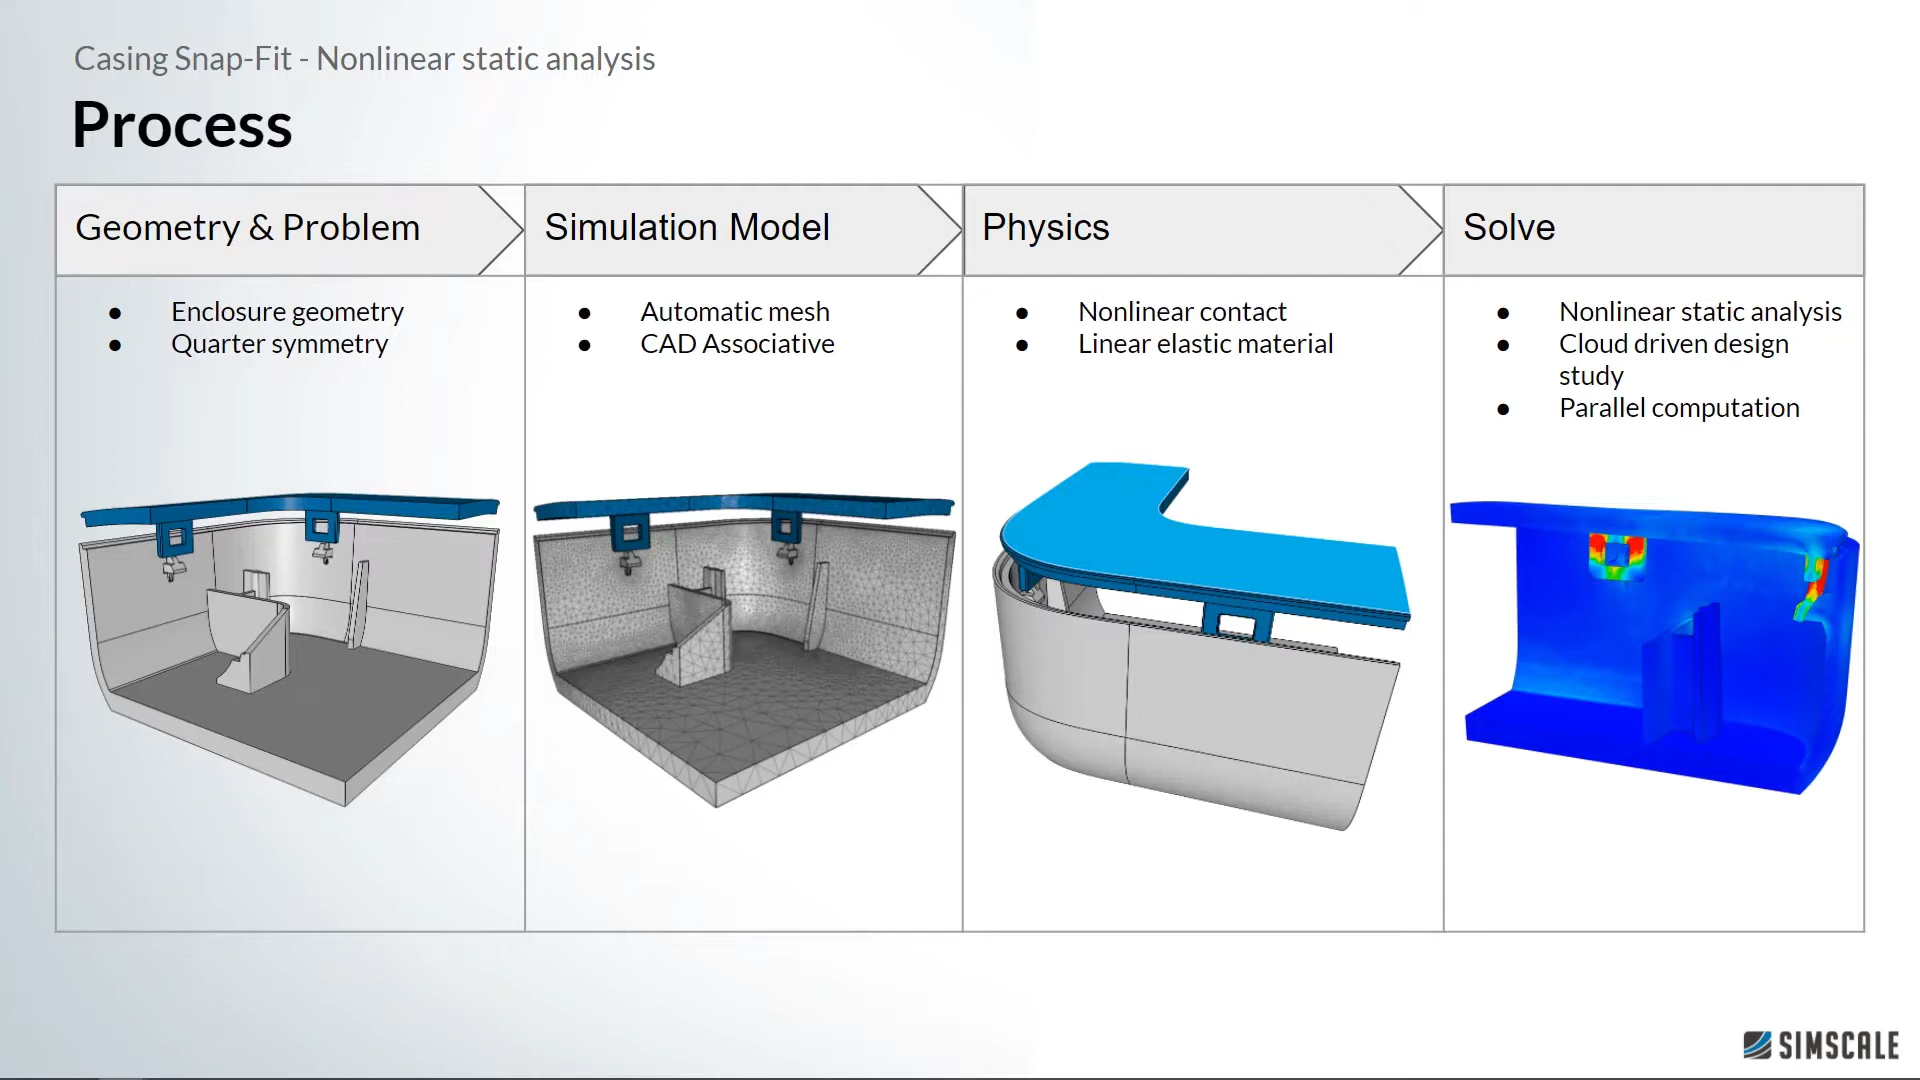 Casing Snap-Fit - Nonlinear static analysis
Process
Geometry & Problem
● Enclosure geometry
● Quarter symmetry
Simulation Model
● Automatic mesh
● CAD Associative
Physics
● Nonlinear contact
● Linear elastic material
Solve
● Nonlinear static analysis
● Cloud driven design
study
● Parallel computation
SIMSCALE